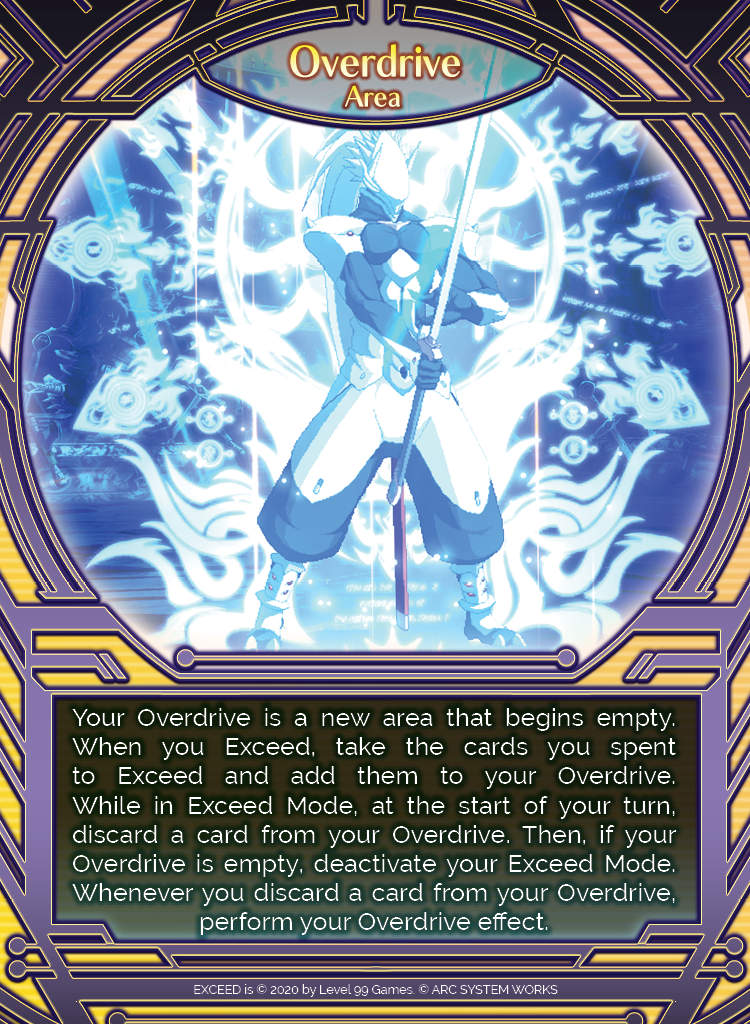 Overdrive
Area
Your Overdrive is a new area that begins empty.
When you Exceed, take the cards you spent
to Exceed and add them to your Overdrive.
While in Exceed Mode, at the start of your turn,
discard a card from your Overdrive. Then, if your
Overdrive is empty, deactivate your Exceed Mode.
Whenever you discard a card from your Overdrive,
perform your Overdrive effect.
EXCEED is © 2020 by Level 99 Games. © ARC SYSTEM WORKS